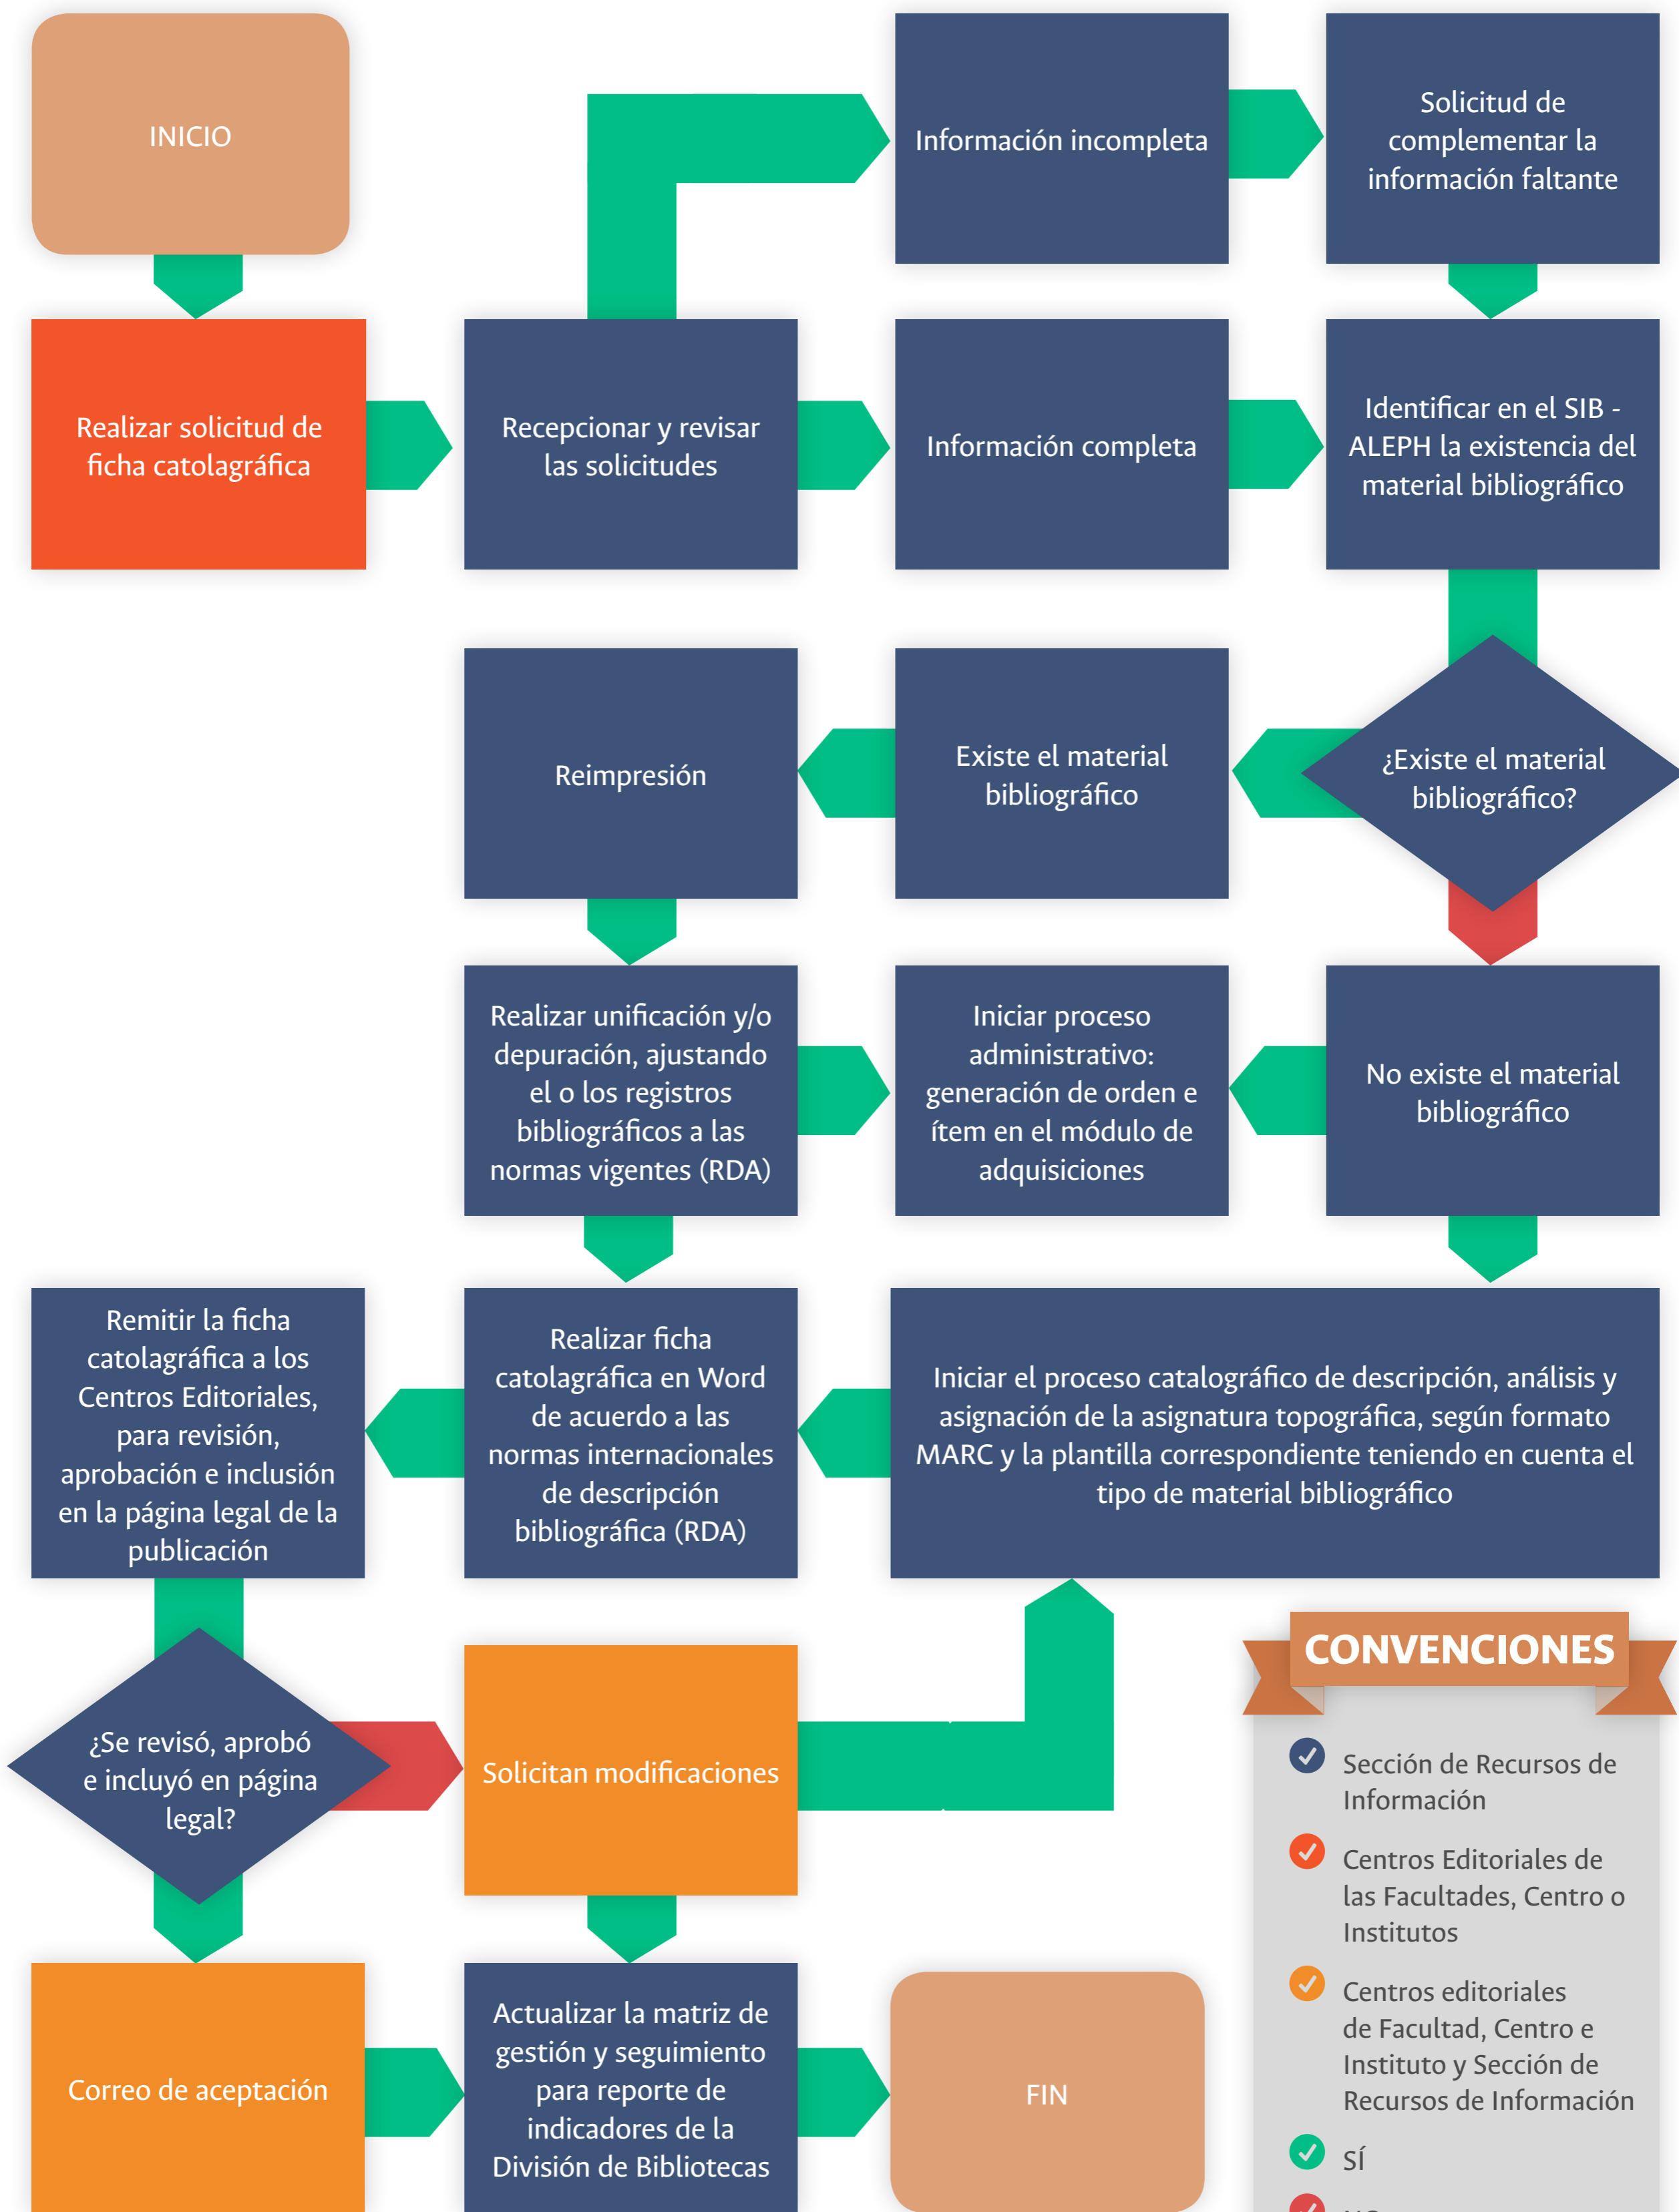 INICIO
Información incompleta
Solicitud de
complementar la
información faltante
Realizar solicitud de
ficha catolagráfica
Recepcionar y revisar
las solicitudes
Información completa
Identificar en el SIB -
ALEPH la existencia del
material bibliográfico
¿Existe el material
bibliográfico?
Existe el material
bibliográfico
Reimpresión
Realizar unificación y/o
depuración, ajustando
el o los registros
bibliográficos a las
normas vigentes (RDA)
Iniciar proceso
administrativo:
generación de orden e
ítem en el módulo de
adquisiciones
No existe el material
bibliográfico
Iniciar el proceso catalográfico de descripción, análisis y
asignación de la asignatura topográfica, según formato
MARC y la plantilla correspondiente teniendo en cuenta el
tipo de material bibliográfico
Realizar ficha
catolagráfica en Word
de acuerdo a las
normas internacionales
de descripción
bibliográfica (RDA)
Remitir la ficha
catolagráfica a los
Centros Editoriales,
para revisión,
aprobación e inclusión
en la página legal de la
publicación
¿Se revisó, aprobó
e incluyó en página
legal?
Solicitan modificaciones
Correo de aceptación
Actualizar la matriz de
gestión y seguimiento
para reporte de
indicadores de la
División de Bibliotecas
FIN
CONVENCIONES
Sección de Recursos de
Información
Centros Editoriales de
las Facultades, Centro o
Institutos
Centros editoriales
de Facultad, Centro e
Instituto y Sección de
Recursos de Información
SÍ